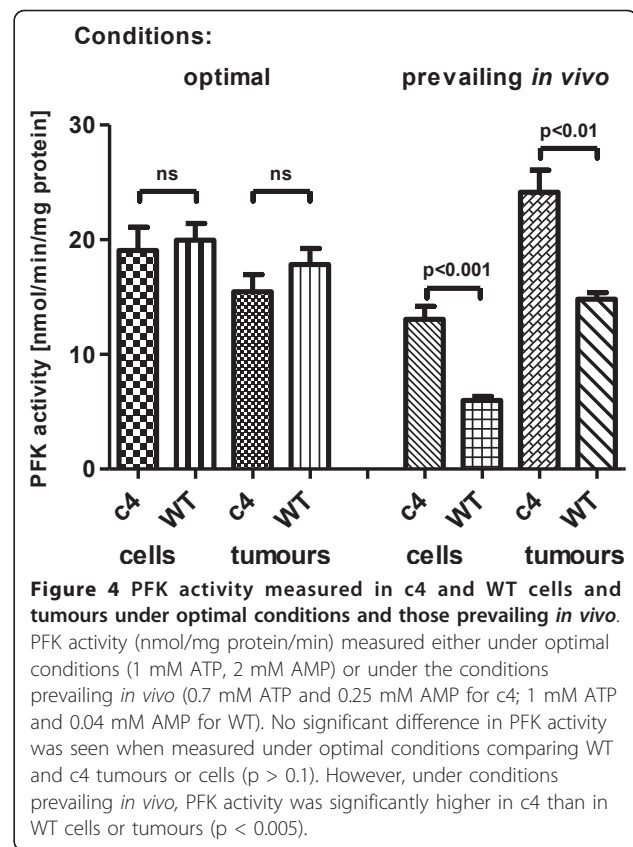 Conditions:
optimal
prevailing in vivo
PFK activity [nmol/min/mg protein]
30
20
10
0
ns
ns
p<0.001
p<0.01
c4
WT
c4
WT
c4
WT
c4
WT
cells
tumours
cells
tumours
Figure 4 PFK activity measured in c4 and WT cells and
tumours under optimal conditions and those prevailing in vivo.
PFK activity (nmol/mg protein/min) measured either under optimal
conditions (1 mM ATP, 2 mM AMP) or under the conditions
prevailing in vivo (0.7 mM ATP and 0.25 mM AMP for c4; 1 mM ATP
and 0.04 mM AMP for WT). No significant difference in PFK activity
was seen when measured under optimal conditions comparing WT
and c4 tumours or cells (p > 0.1). However, under conditions
prevailing in vivo, PFK activity was significantly higher in c4 than in
WT cells or tumours (p < 0.005).